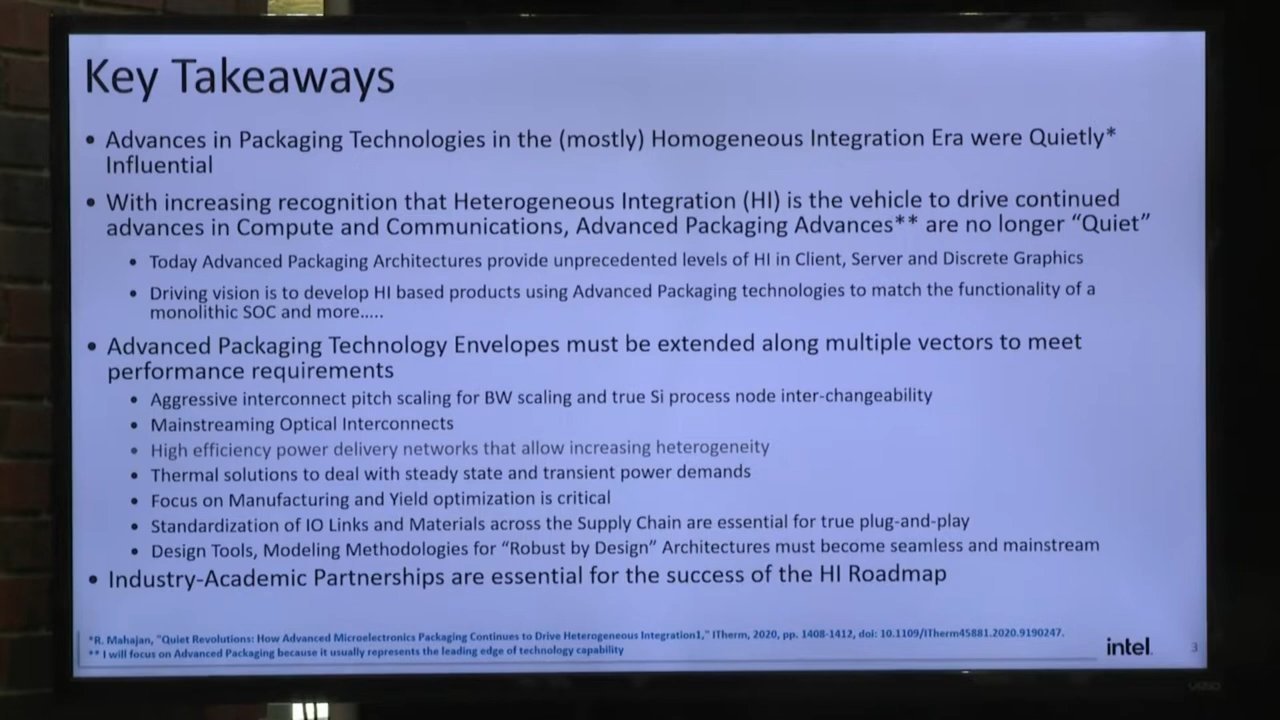 Key Takeaways
• Advances in Packaging Technologies in the (mostly) Homogeneous Integration Era were Quietly*
Influential
• With increasing recognition that Heterogeneous Integration (HI) is the vehicle to drive continued
advances in Compute and Communications, Advanced Packaging Advances** are no longer “Quiet”
• Today Advanced Packaging Architectures provide unprecedented levels of HI in Client, Server and Discrete Graphics
• Driving vision is to develop HI based products using Advanced Packaging technologies to match the functionality of a
monolithic SOC and more…..
• Advanced Packaging Technology Envelopes must be extended along multiple vectors to meet
performance requirements
• Aggressive interconnect pitch scaling for BW scaling and true Si process node inter-changeability
• Mainstreaming Optical Interconnects
• High efficiency power delivery networks that allow increasing heterogeneity
• Thermal solutions to deal with steady state and transient power demands
• Focus on Manufacturing and Yield optimization is critical
• Standardization of IO Links and Materials across the Supply Chain are essential for true plug-and-play
• Design Tools, Modeling Methodologies for “Robust by Design” Architectures must become seamless and mainstream
• Industry-Academic Partnerships are essential for the success of the HI Roadmap
*R. Mahajan, "Quiet Revolutions: How Advanced Microelectronics Packaging Continues to Drive Heterogeneous Integration1," ITherm, 2020, pp. 1408-1412, doi: 10.1109/ITherm45881.2020.9190247.
** I will focus on Advanced Packaging because it usually represents the leading edge of technology capability
intel.
3
VIZIO